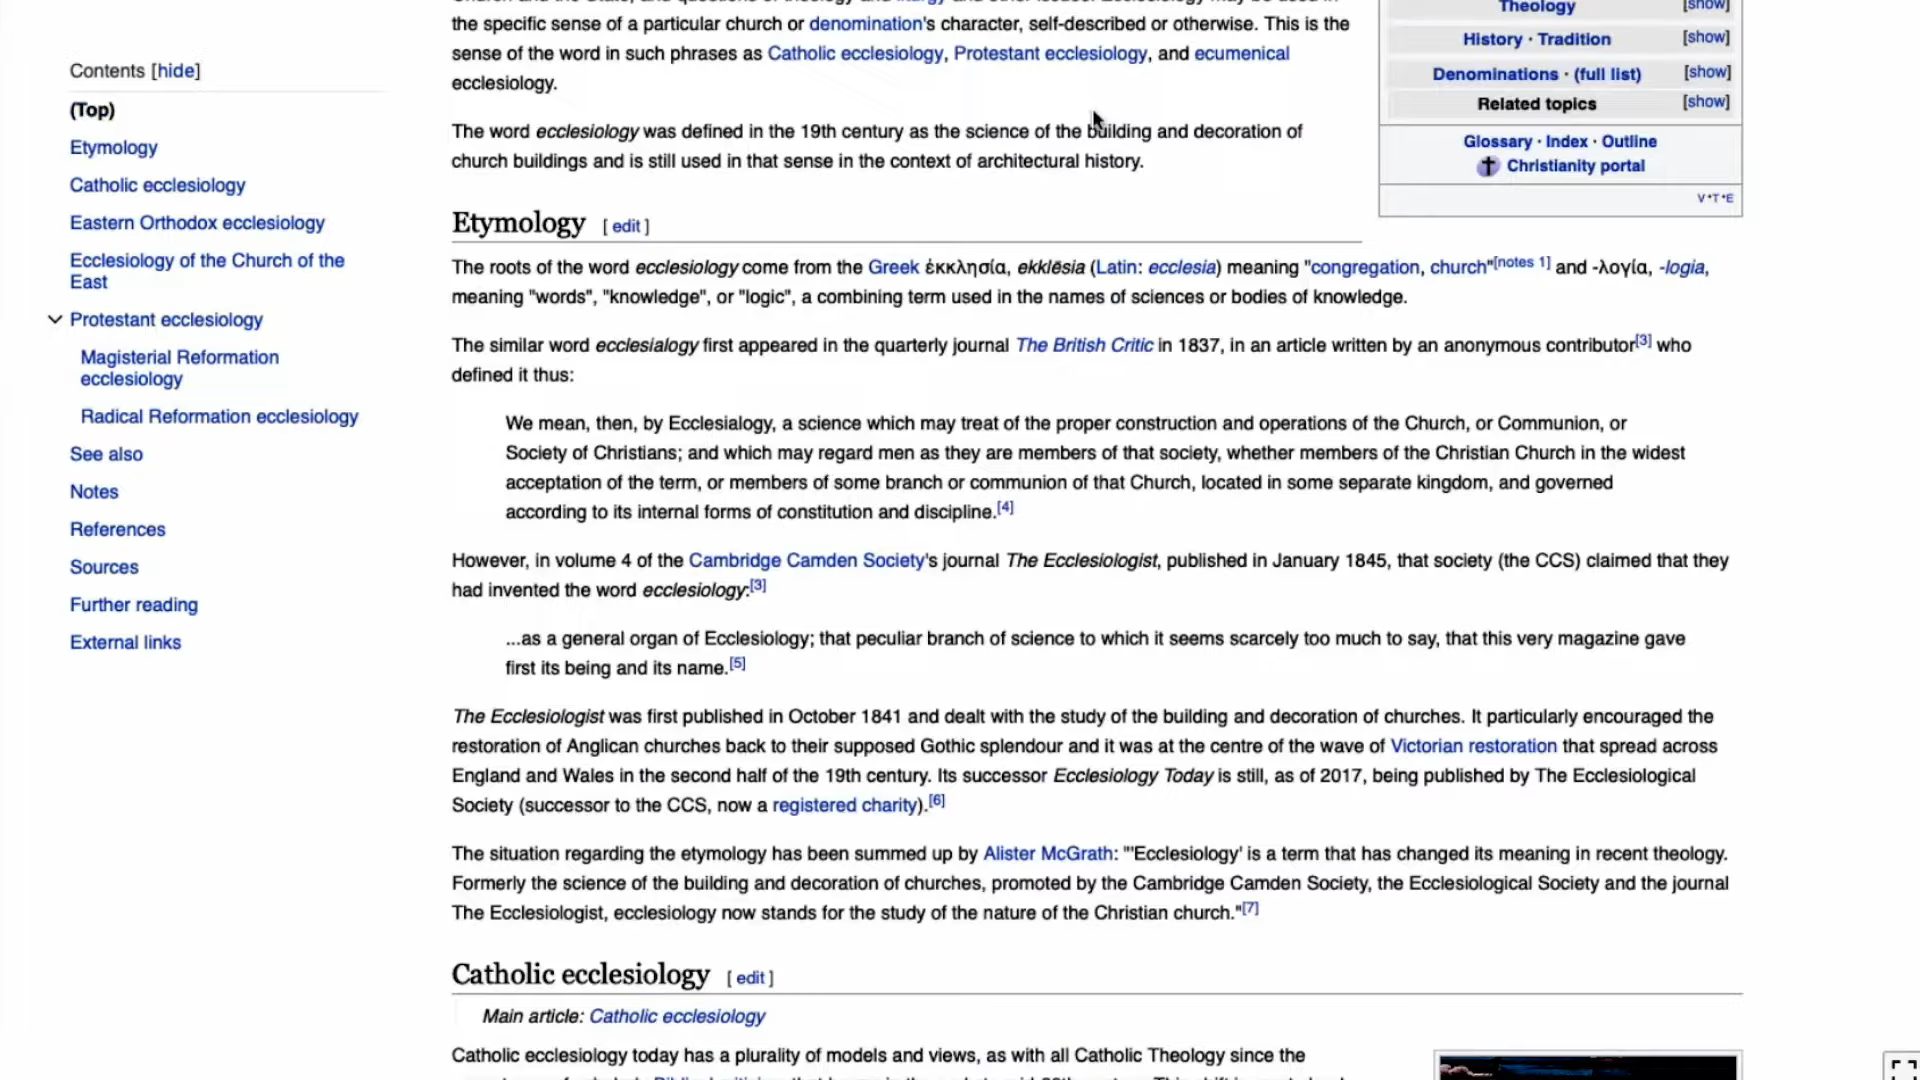 the specific sense of a particular church or denomination's character, self-described or otherwise. This is the
sense of the word in such phrases as Catholic ecclesiology, Protestant ecclesiology, and ecumenical
ecclesiology.
The word ecclesiology was defined in the 19th century as the science of the building and decoration of
church buildings and is still used in that sense in the context of architectural history.
Theology [show]
History · Tradition [show]
Denominations · (full list) [show]
Related topics [show]
Glossary · Index · Outline
Christianity portal
V·T·E
Contents [hide]
(Top)
Etymology
Catholic ecclesiology
Eastern Orthodox ecclesiology
Ecclesiology of the Church of the
East
Protestant ecclesiology
Magisterial Reformation
ecclesiology
Radical Reformation ecclesiology
See also
Notes
References
Sources
Further reading
External links
Etymology [ edit ]
The roots of the word ecclesiology come from the Greek ἐκκλησία, ekklēsia (Latin: ecclesia) meaning "congregation, church"[notes 1] and -λογία, -logia,
meaning "words", "knowledge", or "logic", a combining term used in the names of sciences or bodies of knowledge.
The similar word ecclesialogy first appeared in the quarterly journal The British Critic in 1837, in an article written by an anonymous contributor[3] who
defined it thus:
We mean, then, by Ecclesialogy, a science which may treat of the proper construction and operations of the Church, or Communion, or
Society of Christians; and which may regard men as they are members of that society, whether members of the Christian Church in the widest
acceptation of the term, or members of some branch or communion of that Church, located in some separate kingdom, and governed
according to its internal forms of constitution and discipline.[4]
However, in volume 4 of the Cambridge Camden Society's journal The Ecclesiologist, published in January 1845, that society (the CCS) claimed that they
had invented the word ecclesiology:[3]
...as a general organ of Ecclesiology; that peculiar branch of science to which it seems scarcely too much to say, that this very magazine gave
first its being and its name.[5]
The Ecclesiologist was first published in October 1841 and dealt with the study of the building and decoration of churches. It particularly encouraged the
restoration of Anglican churches back to their supposed Gothic splendour and it was at the centre of the wave of Victorian restoration that spread across
England and Wales in the second half of the 19th century. Its successor Ecclesiology Today is still, as of 2017, being published by The Ecclesiological
Society (successor to the CCS, now a registered charity).[6]
The situation regarding the etymology has been summed up by Alister McGrath: "'Ecclesiology' is a term that has changed its meaning in recent theology.
Formerly the science of the building and decoration of churches, promoted by the Cambridge Camden Society, the Ecclesiological Society and the journal
The Ecclesiologist, ecclesiology now stands for the study of the nature of the Christian church."[7]
Catholic ecclesiology [ edit ]
Main article: Catholic ecclesiology
Catholic ecclesiology today has a plurality of models and views, as with all Catholic Theology since the